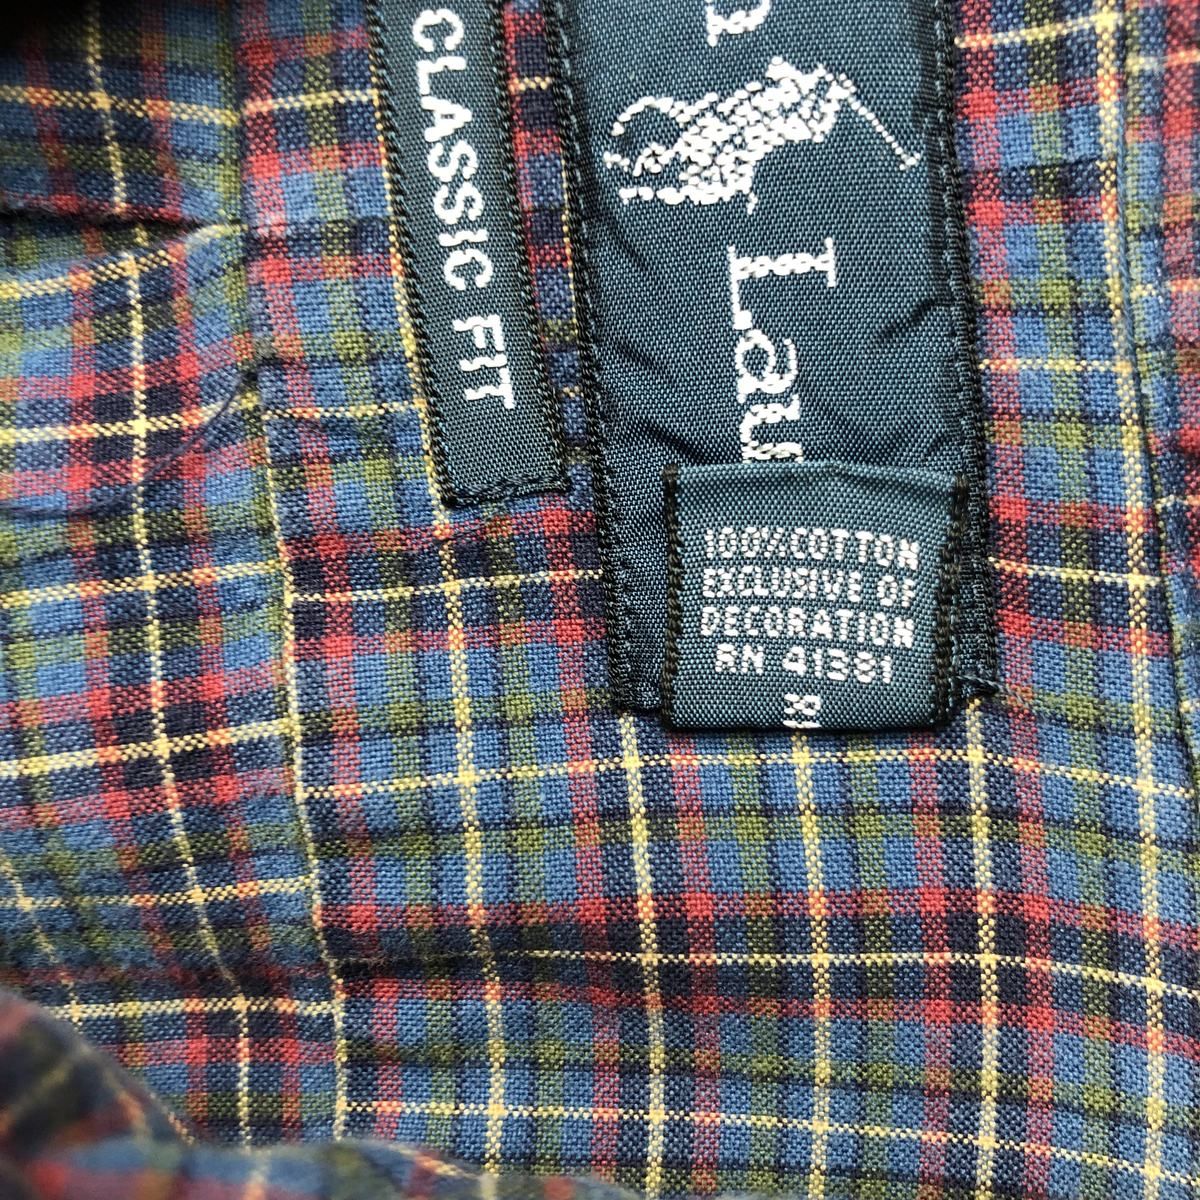 CLASSIC FIT
n Lau
100% COTTON
EXCLUSIVE OF
DECORATION
RN 41381